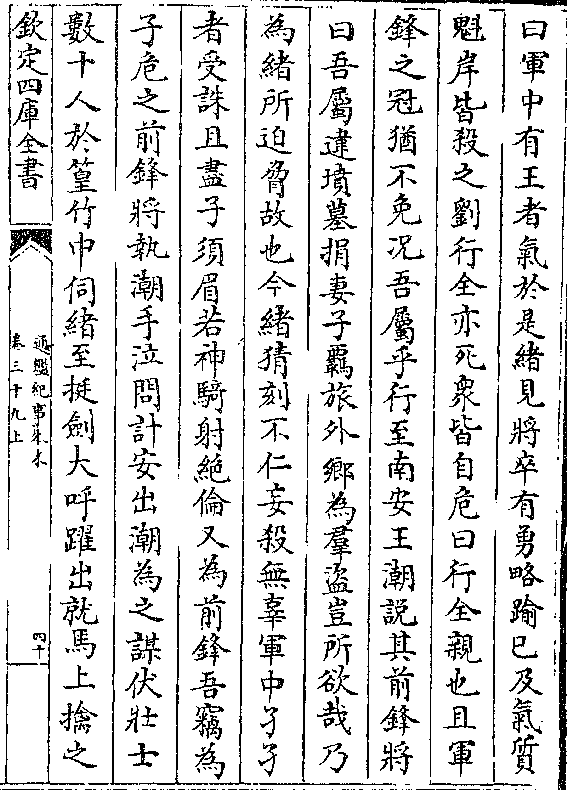 曰軍中有王者氣於是緒見將卒有勇略踰已及氣質
魁岸皆殺之劉行全亦死衆皆自危曰行全親也且軍
鋒之冠猶不免况吾屬乎行至南安王潮説其前鋒將
曰吾屬違墳墓捐妻子羈旅外鄉為羣盜豈所欲哉乃
為緒所迫脅故也今緒猜刻不仁妄殺無辜軍中孑孑
者受誅且盡子須眉若神騎射絶倫又為前鋒吾竊為
子危之前鋒將執潮手泣問計安出潮為之謀伏壯士
數十人於篁竹中伺緒至挺劍大呼躍出就馬上擒之
欽定四庫全書
通鑑紀事本末
卷三十九上
四十